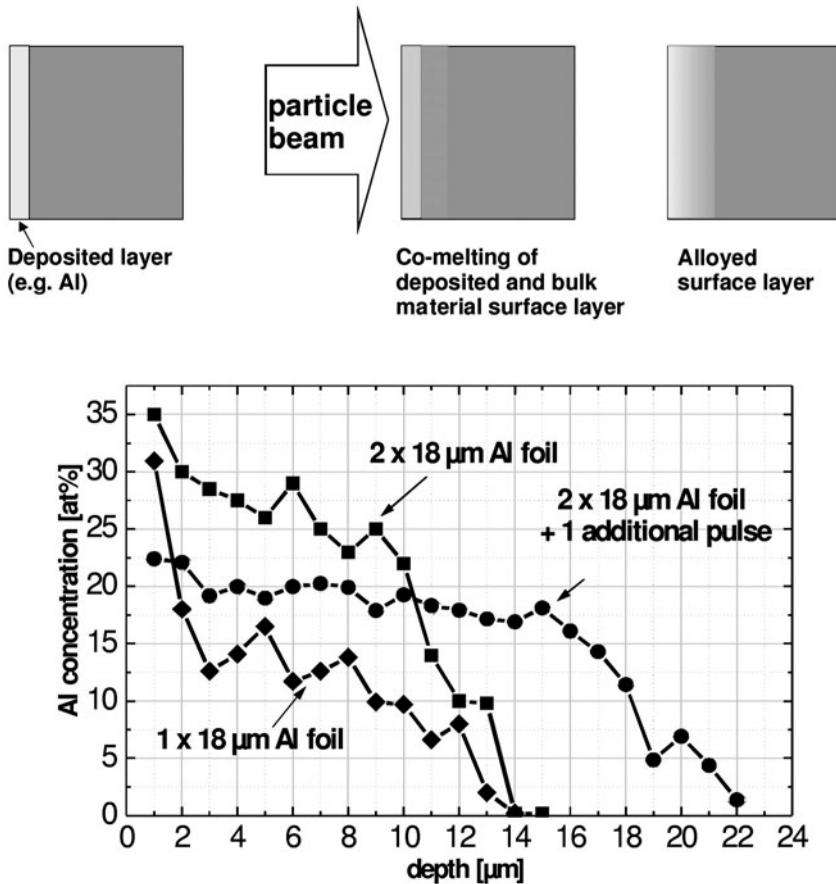 particle
beam
Deposited layer
(e.g. Al)
Co-melting of
deposited and bulk
material surface layer
Alloyed
surface layer
Al concentration [at%]
35
30
25
20
15
10
5
0
2 x 18 µm Al foil
2 x 18 µm Al foil
+ 1 additional pulse
1 x 18 µm Al foil
0 2 4 6 8 10 12 14 16 18 20 22 24
depth [µm]